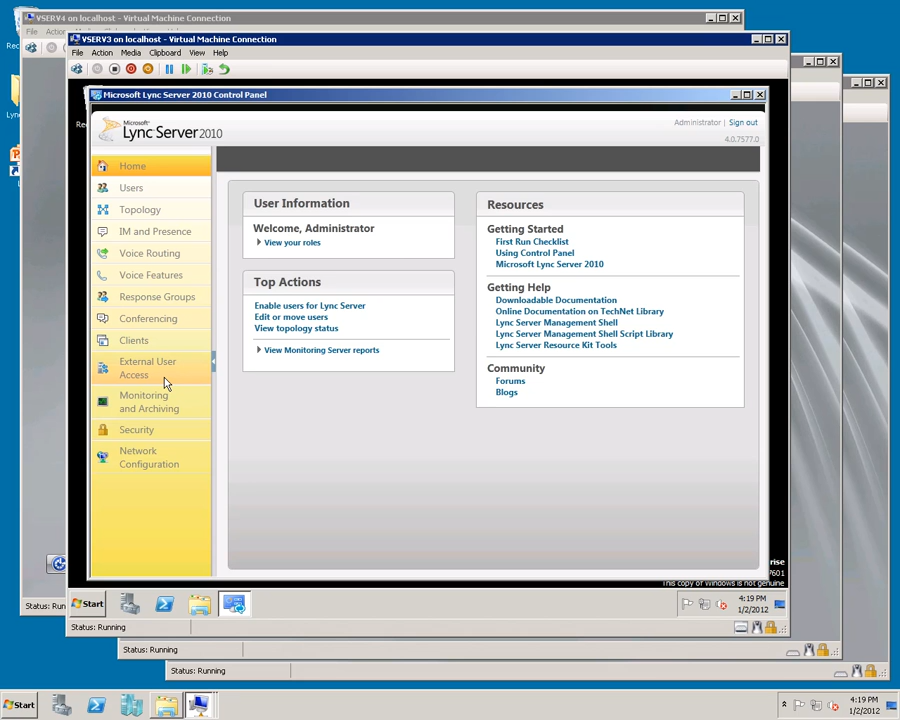 VSERV4 on localhost - Virtual Machine Connection
File
Action
VSERV3 on localhost - Virtual Machine Connection
File Action Media Clipboard View Help
Microsoft Lync Server 2010 Control Panel
Microsoft
Lync Server 2010
Administrator | Sign out
4.0.7577.0
Home
Users
Topology
IM and Presence
Voice Routing
Voice Features
Response Groups
Conferencing
Clients
External User
Access
Monitoring
and Archiving
Security
Network
Configuration
User Information
Welcome, Administrator
View your roles
Top Actions
Enable users for Lync Server
Edit or move users
View topology status
View Monitoring Server reports
Resources
Getting Started
First Run Checklist
Using Control Panel
Microsoft Lync Server 2010
Getting Help
Downloadable Documentation
Online Documentation on TechNet Library
Lync Server Management Shell
Lync Server Management Shell Script Library
Lync Server Resource Kit Tools
Community
Forums
Blogs
rise
7601
This copy of Windows is not genuine
Start
4:19 PM
1/2/2012
Status: Run
Status: Running
Status: Running
Status: Running
Start
4:19 PM
1/2/2012